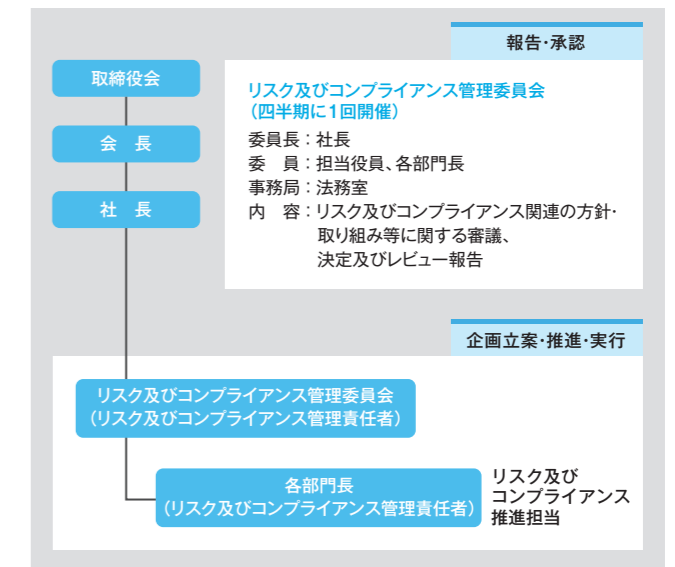 報告・承認
取締役会
会　長
社　長
リスク及びコンプライアンス管理委員会
（四半期に1回開催）
委員長：社長
委　員：担当役員、各部門長
事務局：法務室
内　容：リスク及びコンプライアンス関連の方針・
取り組み等に関する審議、
決定及びレビュー報告
企画立案・推進・実行
リスク及びコンプライアンス管理委員会
（リスク及びコンプライアンス管理責任者）
各部門長
（リスク及びコンプライアンス管理責任者）
リスク及び
コンプライアンス
推進担当